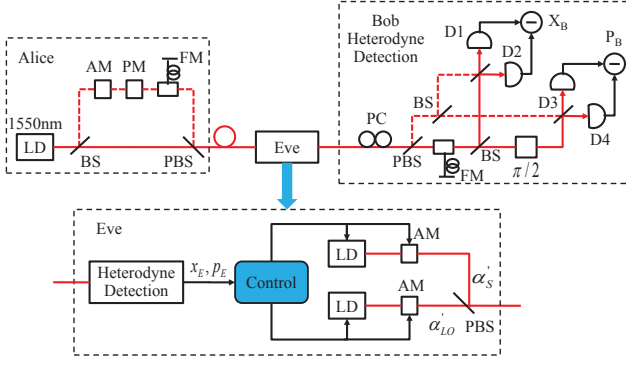 Alice
AM PM FM
1550nm
LD
BS
PBS
Eve
Bob
Heterodyne
Detection
D1
X_B
D2
P_B
D3
D4
BS
PC
PBS
FM
BS
π/2
Eve
Heterodyne
Detection
x_E, p_E
Control
LD
AM
α'_S
LD
AM
α'_LO
PBS